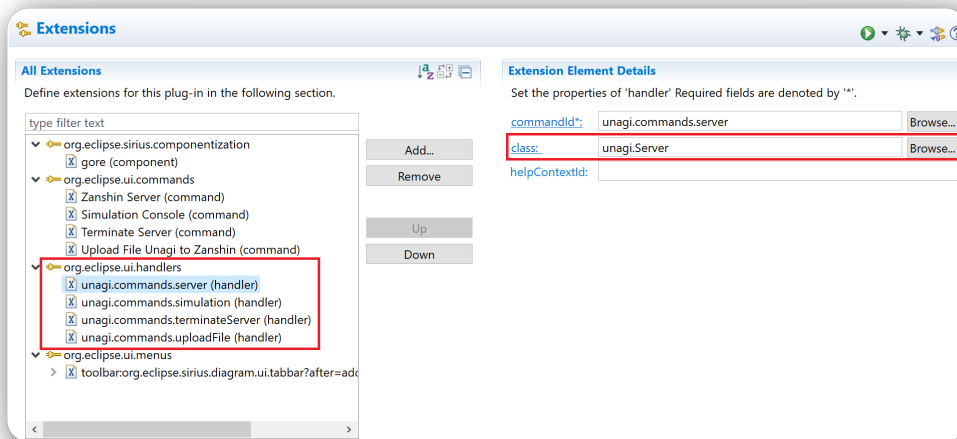 Extensions
All Extensions
Define extensions for this plug-in in the following section.
type filter text
org.eclipse.sirius.componentization
gore (component)
org.eclipse.ui.commands
Zanshin Server (command)
Simulation Console (command)
Terminate Server (command)
Upload File Unagi to Zanshin (command)
org.eclipse.ui.handlers
unagi.commands.server (handler)
unagi.commands.simulation (handler)
unagi.commands.terminateServer (handler)
unagi.commands.uploadFile (handler)
org.eclipse.ui.menus
toolbar:org.eclipse.sirius.diagram.ui.tabbar?after=add
Add...
Remove
Up
Down
Extension Element Details
Set the properties of 'handler' Required fields are denoted by '*'.
commandId*: unagi.commands.server Browse...
class: unagi.Server Browse...
helpContextId: